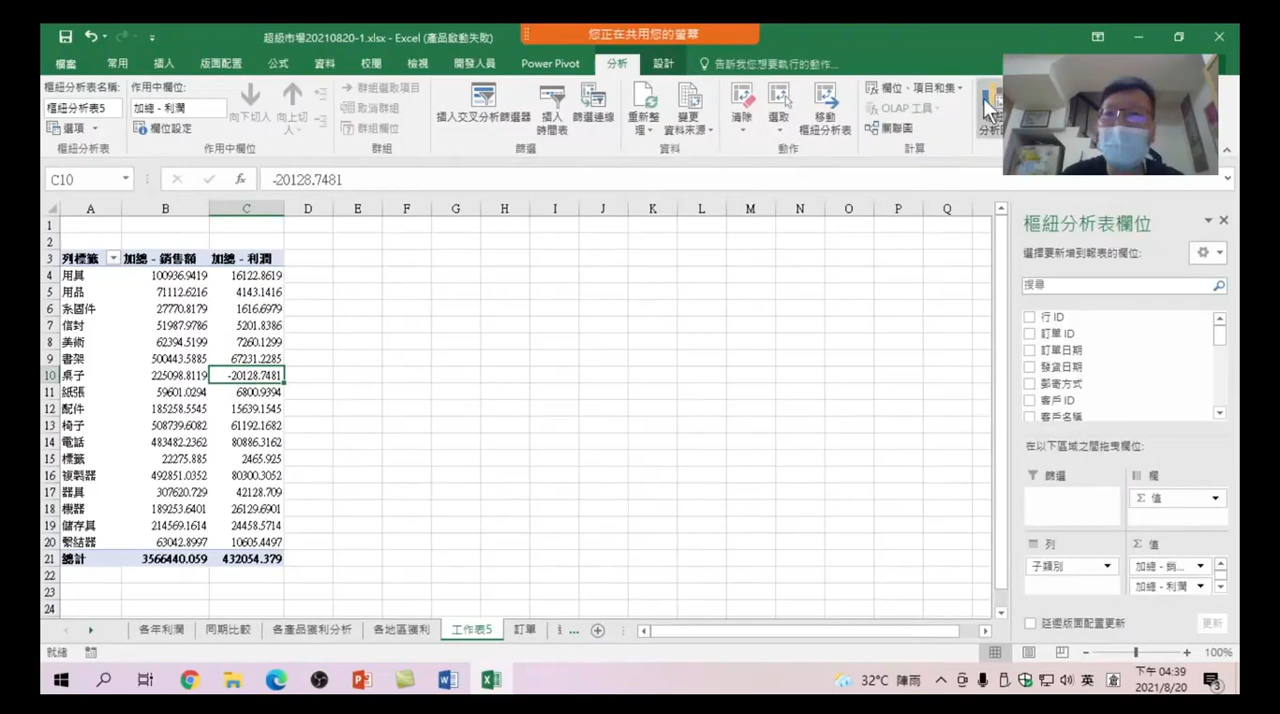 超級市場20210820-1.xlsx - Excel (產品啟動失敗)
您正在共用您的螢幕
檔案 常用 插入 版面配置 公式 資料 校閱 檢視 開發人員 Power Pivot 分析 設計 告訴我您想要執行的動作...
樞紐分析表名稱: 作用中欄位: 群組選取項目 欄位、項目和集
樞紐分析表5 加總 - 利潤 取消群組 OLAP 工具
選項 欄位設定 向下切入 向上切入 群組欄位 插入交叉分析篩選器 插入時間表 篩選連線 重新整理 變更資料來源 清除 選取 移動樞紐分析表 關聯圖
樞紐分析表 作用中欄位 群組 篩選 資料 動作 計算
C10 fx -20128.7481
A B C D E F G H I J K L M N O P Q
1
2
3 列標籤 加總 - 銷售額 加總 - 利潤
4 用具 100936.9419 16122.8619
5 用品 71112.6216 4143.1416
6 系固件 27770.8179 1616.6979
7 信封 51987.9786 5201.8386
8 美術 62394.5199 7260.1299
9 書架 500443.5885 67231.2285
10 桌子 225098.8119 -20128.7481
11 紙張 59601.0294 6800.9394
12 配件 185258.5545 15639.1545
13 椅子 508739.6082 61192.1682
14 電話 483482.2362 80886.3162
15 標籤 22275.885 2465.925
16 複製器 492851.0352 80300.3052
17 器具 307620.729 42128.709
18 機器 189253.6401 26129.6901
19 儲存具 214569.1614 24458.5714
20 繫結器 63042.8997 10605.4497
21 總計 3566440.059 432054.379
22
23
24
樞紐分析表欄位
選擇要新增到報表的欄位:
搜尋
行 ID
訂單 ID
訂單日期
發貨日期
郵寄方式
客戶 ID
客戶名稱
在以下區域之間拖曳欄位:
篩選 欄
Σ 值
列 Σ 值
子類別 加總 - 銷...
加總 - 利潤
延遲版面配置更新 更新
各年利潤 同期比較 各產品獲利分析 各地區獲利 工作表5 訂單 ...
就緒 100%
32°C 陣雨 英 下午 04:39
2021/8/20 3